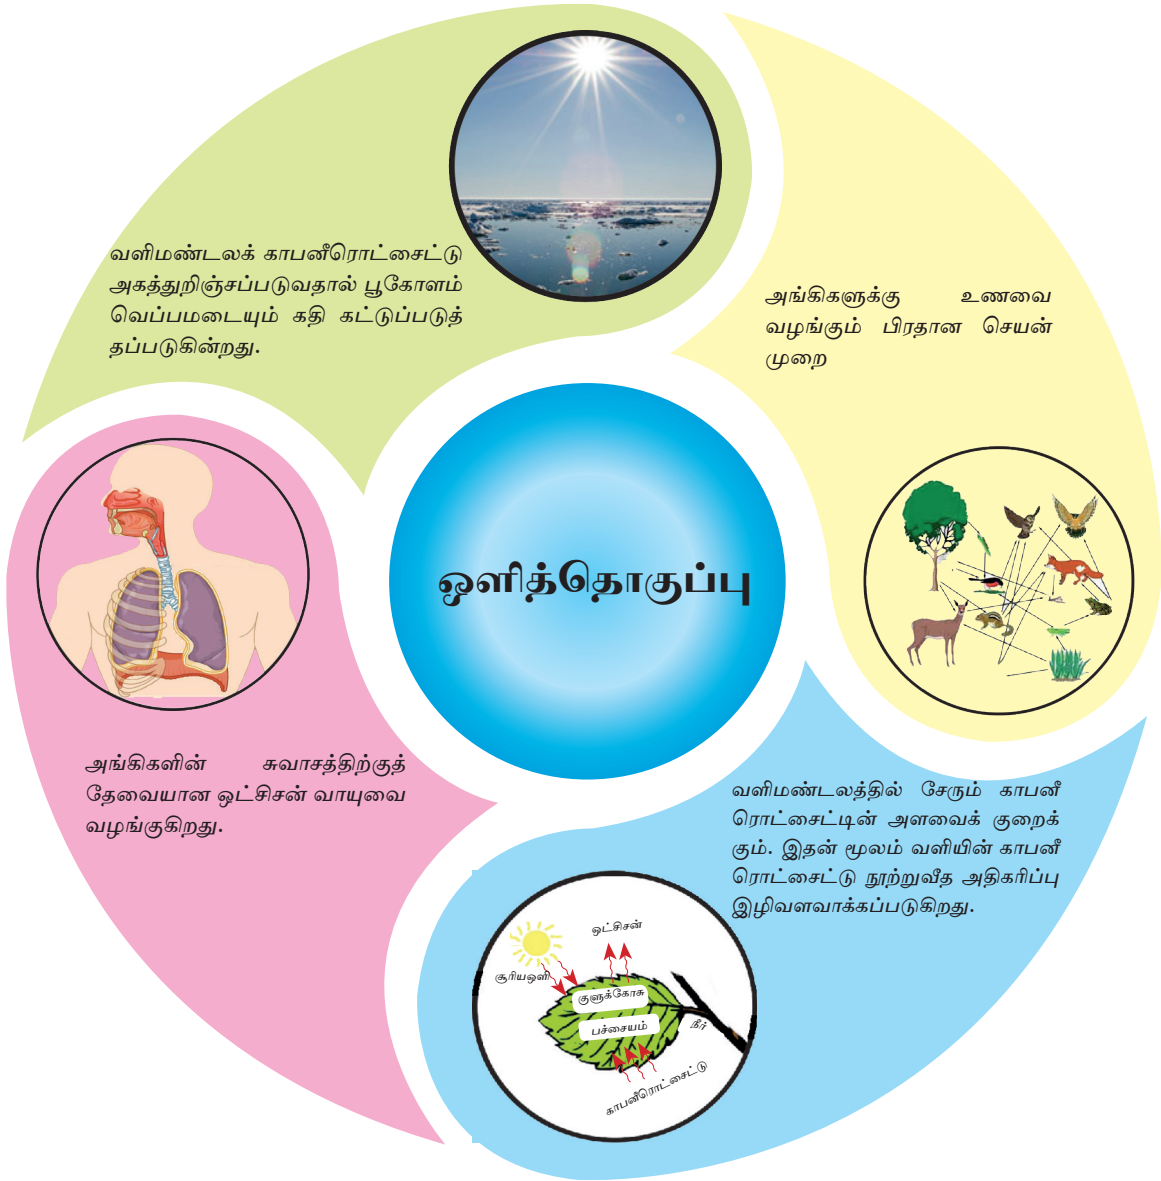 வளிமண்டலக் காபனீரொட்சைட்டு
அகத்துறிஞ்சப்படுவதால் பூகோளம்
வெப்பமடையும் கதி கட்டுப்படுத்
தப்படுகின்றது.
அங்கிகளுக்கு உணவை
வழங்கும் பிரதான செயன்
முறை
ஒளித்தொகுப்பு
அங்கிகளின் சுவாசத்திற்குத்
தேவையான ஒட்சிசன் வாயுவை
வழங்குகிறது.
வளிமண்டலத்தில் சேரும் காபனீ
ரொட்சைட்டின் அளவைக் குறைக்
கும். இதன் மூலம் வளியின் காபனீ
ரொட்சைட்டு நூற்றுவீத அதிகரிப்பு
இழிவளவாக்கப்படுகிறது.
ஒட்சிசன்
சூரியஒளி
குளுக்கோசு
பச்சையம்
நீர்
காபனீரொட்சைட்டு